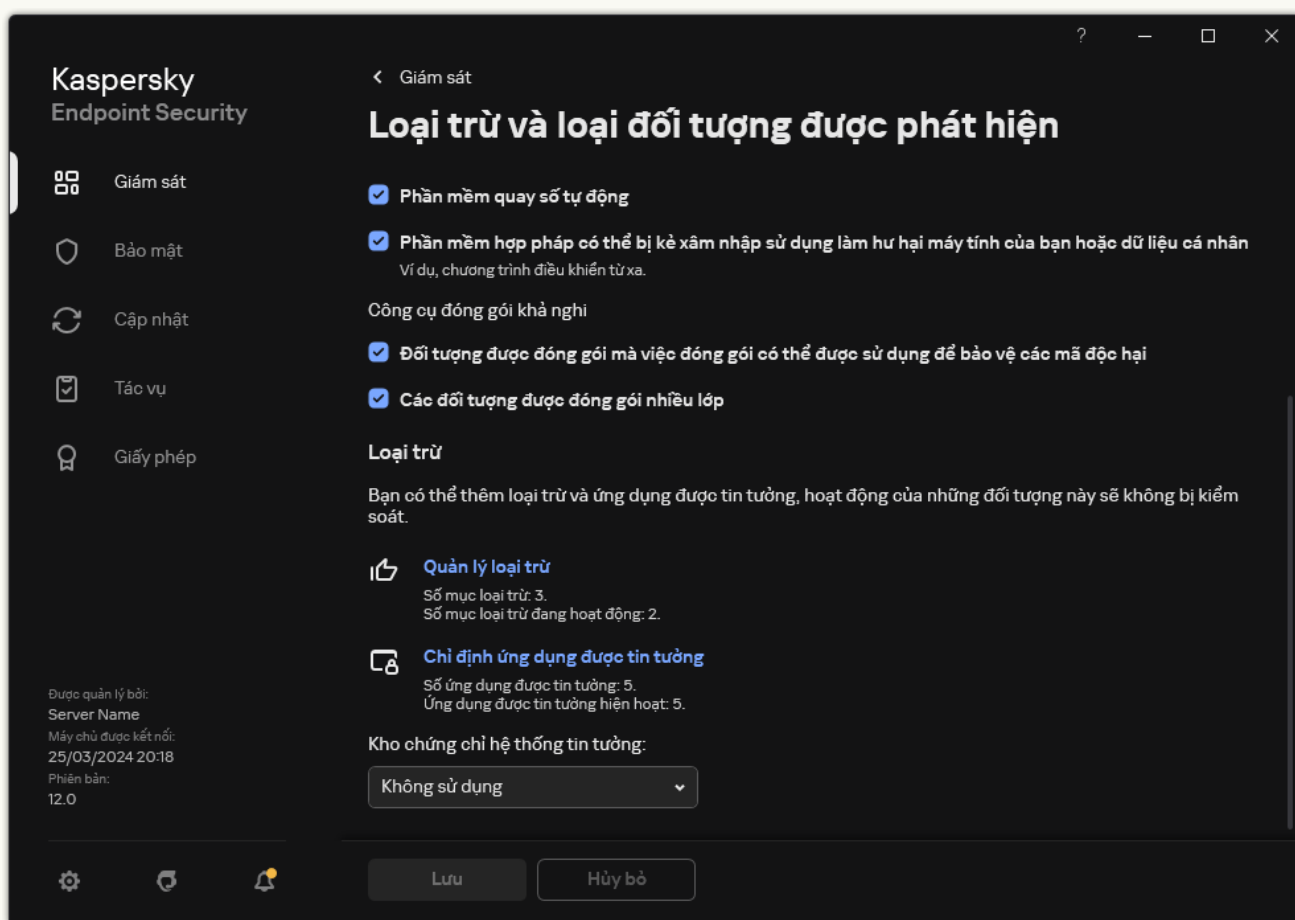 ?
Kaspersky
Endpoint Security
Giám sát
Bảo mật
Cập nhật
Tác vụ
Giấy phép
Được quản lý bởi:
Server Name
Máy chủ được kết nối:
25/03/2024 20:18
Phiên bản:
12.0
Giám sát
Loại trừ và loại đối tượng được phát hiện
Phần mềm quay số tự động
Phần mềm hợp pháp có thể bị kẻ xâm nhập sử dụng làm hư hại máy tính của bạn hoặc dữ liệu cá nhân
Ví dụ, chương trình điều khiển từ xa.
Công cụ đóng gói khả nghi
Đối tượng được đóng gói mà việc đóng gói có thể được sử dụng để bảo vệ các mã độc hại
Các đối tượng được đóng gói nhiều lớp
Loại trừ
Bạn có thể thêm loại trừ và ứng dụng được tin tưởng, hoạt động của những đối tượng này sẽ không bị kiểm
soát.
Quản lý loại trừ
Số mục loại trừ: 3.
Số mục loại trừ đang hoạt động: 2.
Chỉ định ứng dụng được tin tưởng
Số ứng dụng được tin tưởng: 5.
Ứng dụng được tin tưởng hiện hoạt: 5.
Kho chứng chỉ hệ thống tin tưởng:
Không sử dụng
Lưu
Hủy bỏ